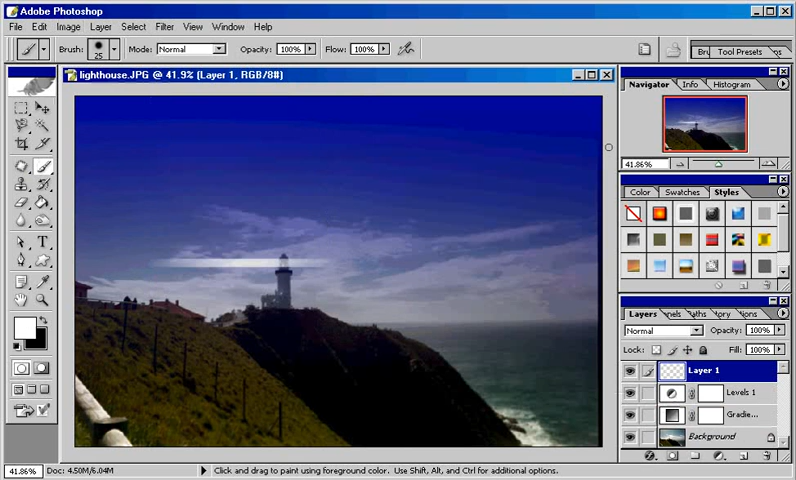 Adobe Photoshop
File Edit Image Layer Select Filter View Window Help
Brush: 25 Mode: Normal Opacity: 100% Flow: 100% Tool Presets
lighthouse.JPG @ 41.9% (Layer 1, RGB/8#)
Navigator Info Histogram
41.86%
Color Swatches Styles
Layers
Normal Opacity: 100%
Lock: Fill: 100%
Layer 1
Levels 1
Gradie...
Background
41.86% Doc: 4.50M/6.04M Click and drag to paint using foreground color. Use Shift, Alt, and Ctrl for additional options.